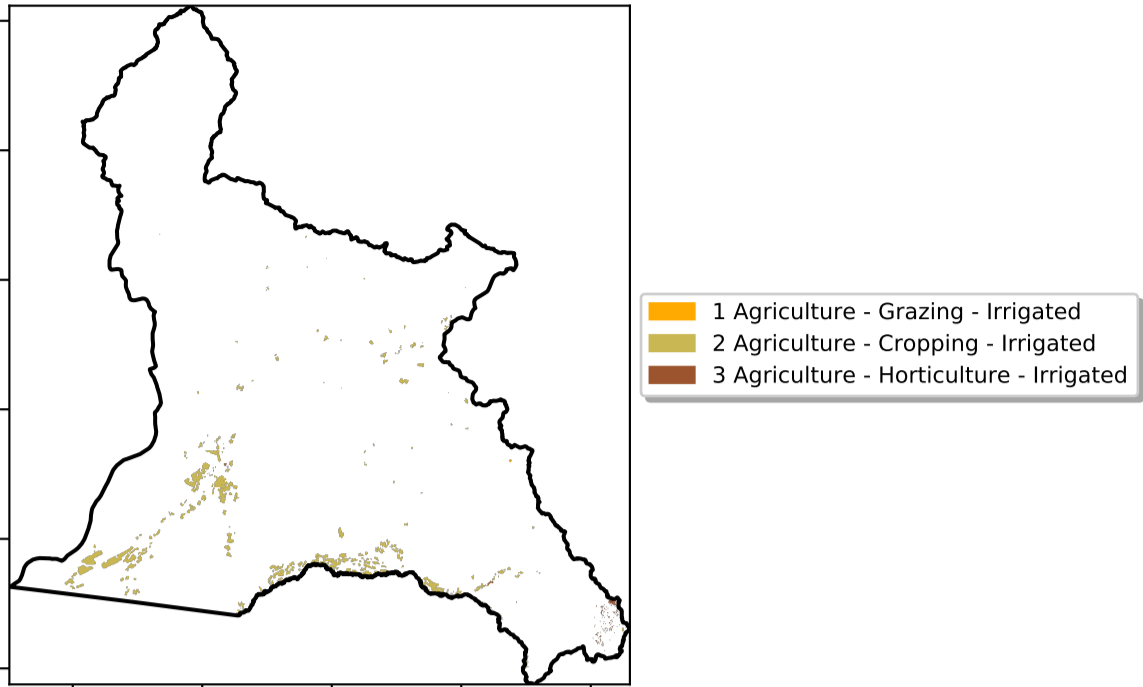 1 Agriculture - Grazing - Irrigated
2 Agriculture - Cropping - Irrigated
3 Agriculture - Horticulture - Irrigated